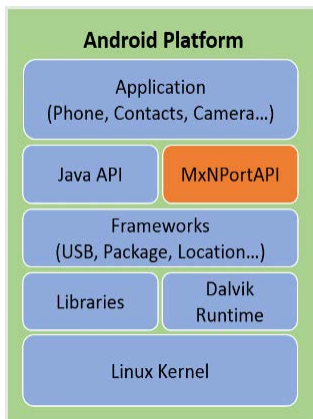 Android Platform
Application
(Phone, Contacts, Camera...)
Java API
MxNPortAPI
Frameworks
(USB, Package, Location...)
Libraries
Dalvik
Runtime
Linux Kernel